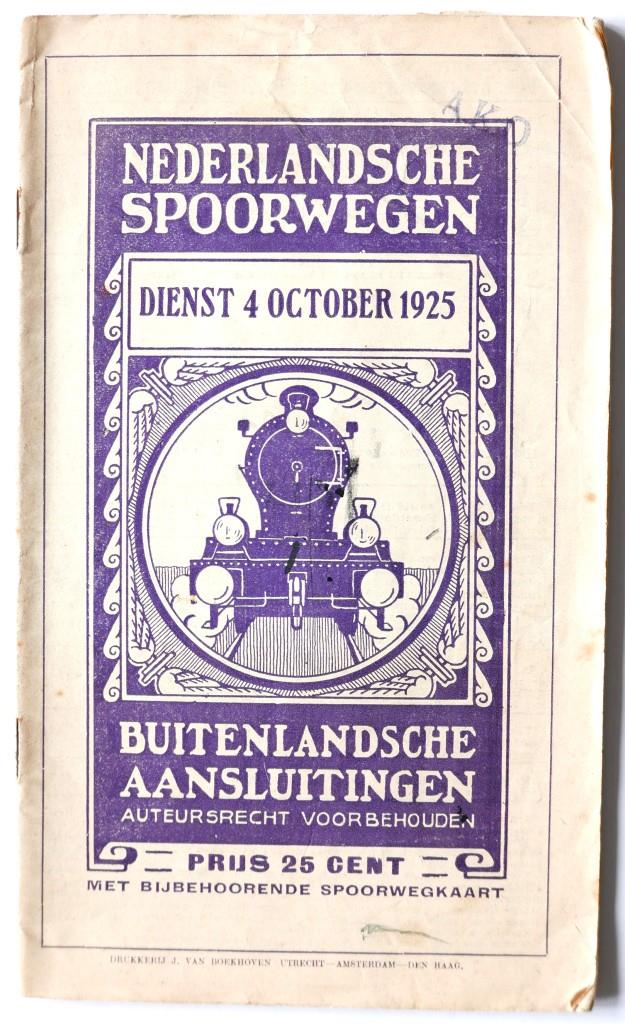 AKO
NEDERLANDSCHE
SPOORWEGEN
DIENST 4 OCTOBER 1925
BUITENLANDSCHE
AANSLUITINGEN
AUTEURSRECHT VOORBEHOUDEN
PRIJS 25 CENT
MET BIJBEHOORENDE SPOORWEGKAART
DRUKKERIJ J. VAN BOEKHOVEN UTRECHT—AMSTERDAM—DEN HAAG.